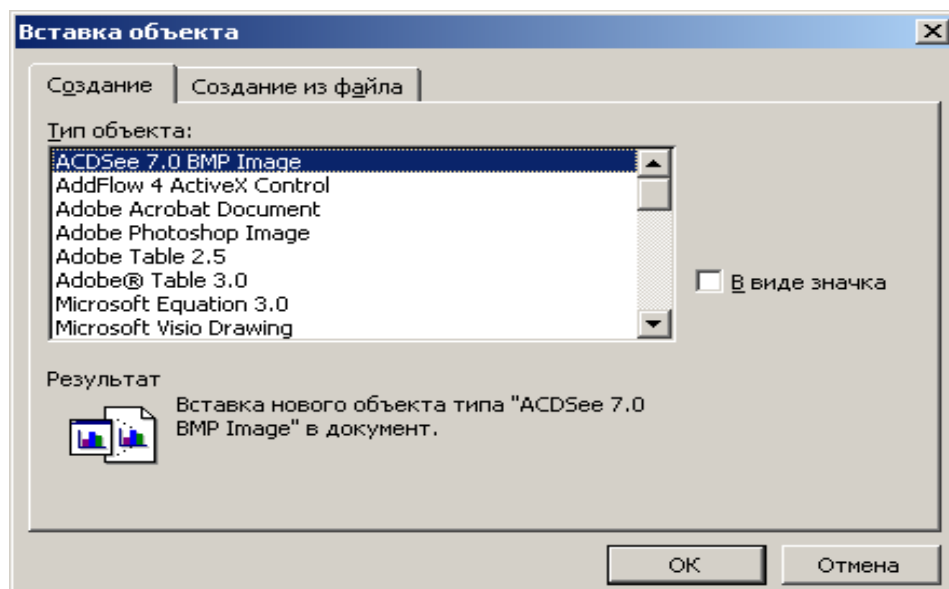 Вставка объекта
Создание
Создание из файла
Тип объекта:
ACDSee 7.0 BMP Image
AddFlow 4 ActiveX Control
Adobe Acrobat Document
Adobe Photoshop Image
Adobe Table 2.5
Adobe® Table 3.0
Microsoft Equation 3.0
Microsoft Visio Drawing
В виде значка
Результат
Вставка нового объекта типа "ACDSee 7.0
BMP Image" в документ.
ОК
Отмена